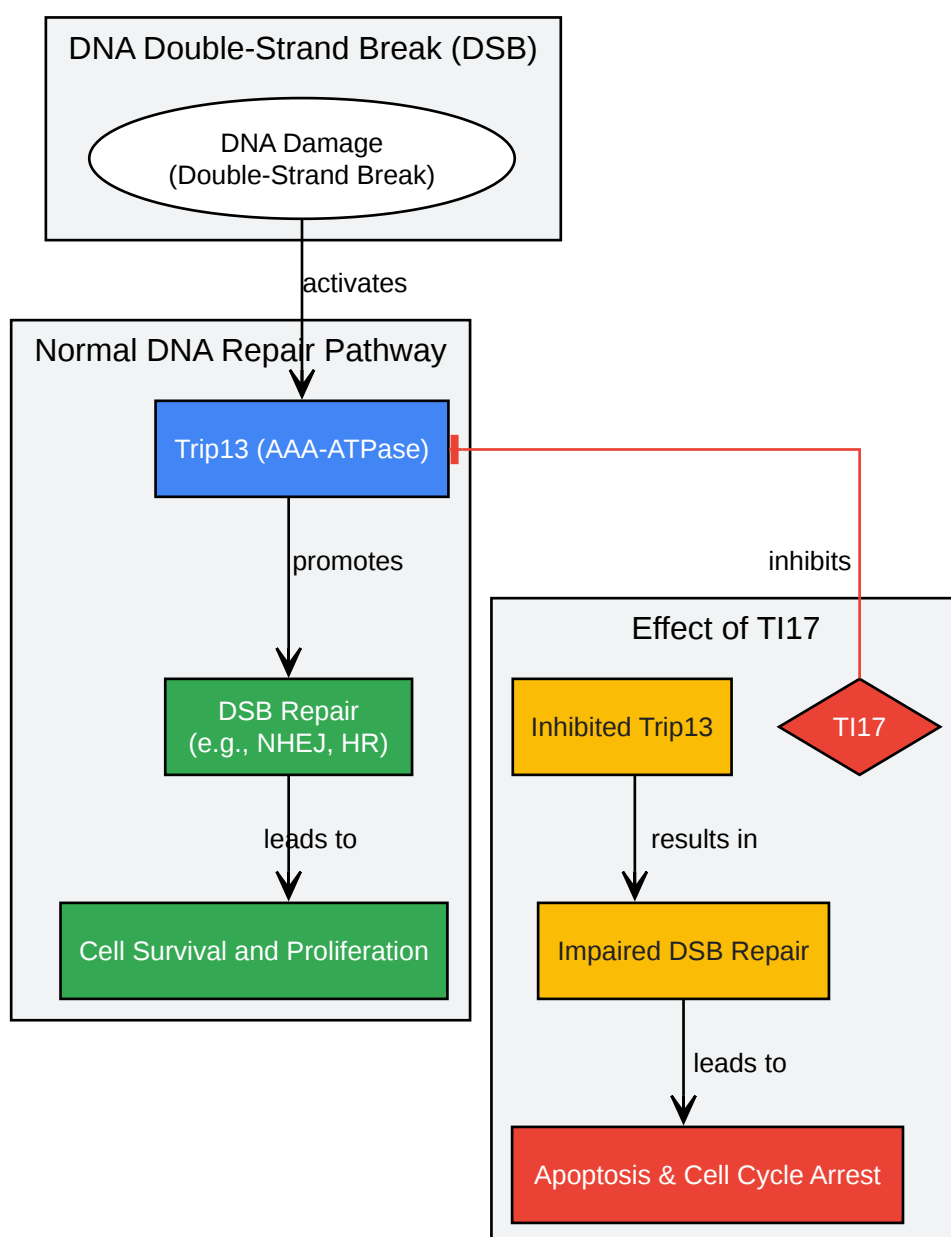 DNA Double-Strand Break (DSB)
DNA Damage
(Double-Strand Break)
activates
Normal DNA Repair Pathway
Trip13 (AAA-ATPase)
promotes
inhibits
Effect of TI17
DSB Repair
(e.g., NHEJ, HR)
Inhibited Trip13
TI17
leads to
results in
Cell Survival and Proliferation
Impaired DSB Repair
leads to
Apoptosis & Cell Cycle Arrest